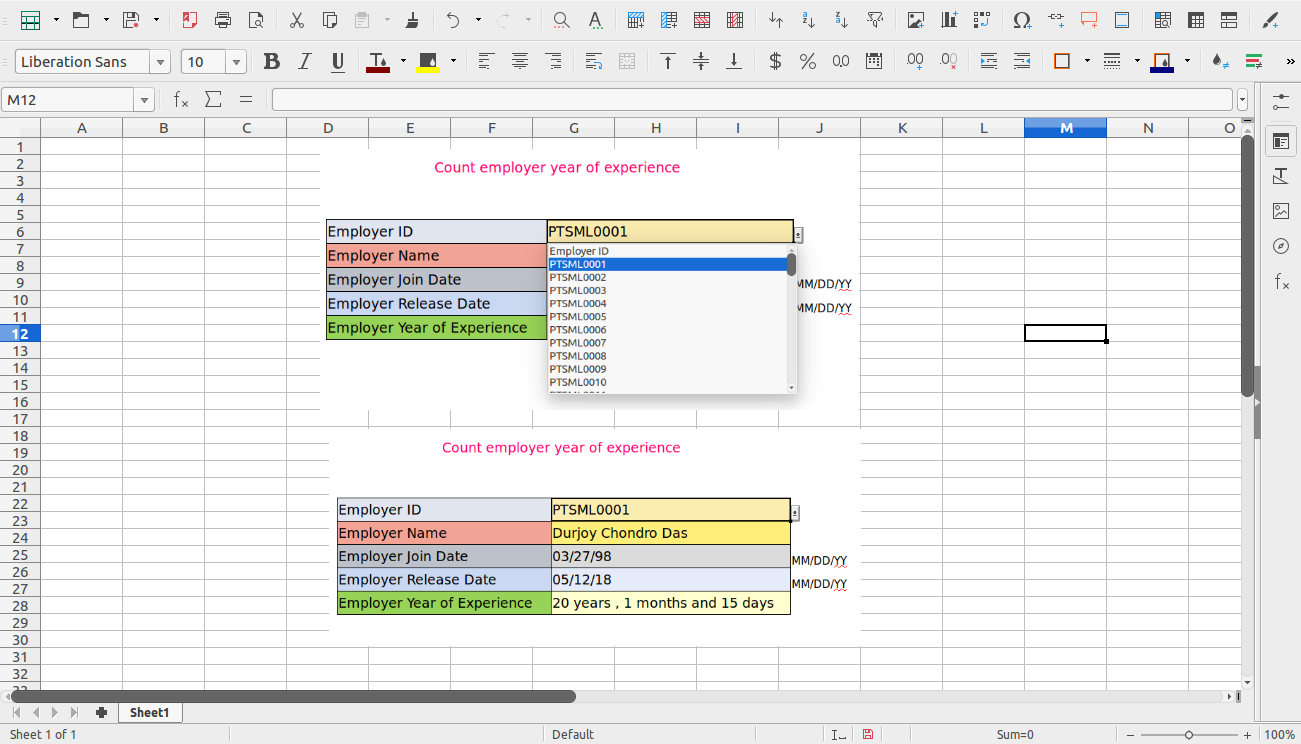 Liberation Sans
10
M12
A B C D E F G H I J K L M N O
1
2 Count employer year of experience
3
4
5
6 Employer ID PTSML0001
7 Employer Name Employer ID
8 PTSML0001
Employer Join Date PTSML0002
9 PTSML0003 MM/DD/YY
10 Employer Release Date PTSML0004 MM/DD/YY
11 PTSML0005
12 Employer Year of Experience PTSML0006
PTSML0007
13 PTSML0008
14 PTSML0009
15 PTSML0010
16
17
18
19 Count employer year of experience
20
21
22 Employer ID PTSML0001
23
24 Employer Name Durjoy Chondro Das
25 Employer Join Date 03/27/98 MM/DD/YY
26
27 Employer Release Date 05/12/18 MM/DD/YY
28 Employer Year of Experience 20 years , 1 months and 15 days
29
30
31
32
Sheet1
Sheet 1 of 1 Default Sum=0 100%